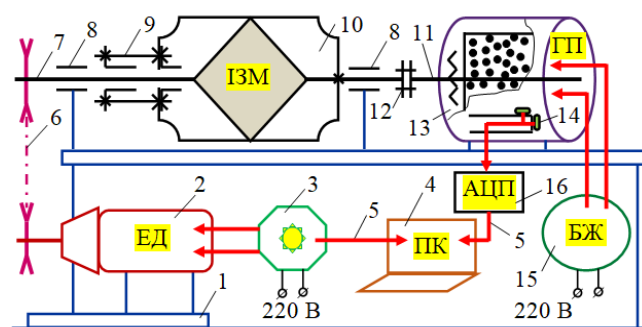 7 8 9 10 8 11
ІЗМ
ГП
12 13 14
6
АЦП
16
2 3 4 5 5
ЕД
ПК
БЖ
15
1
220 В
220 В